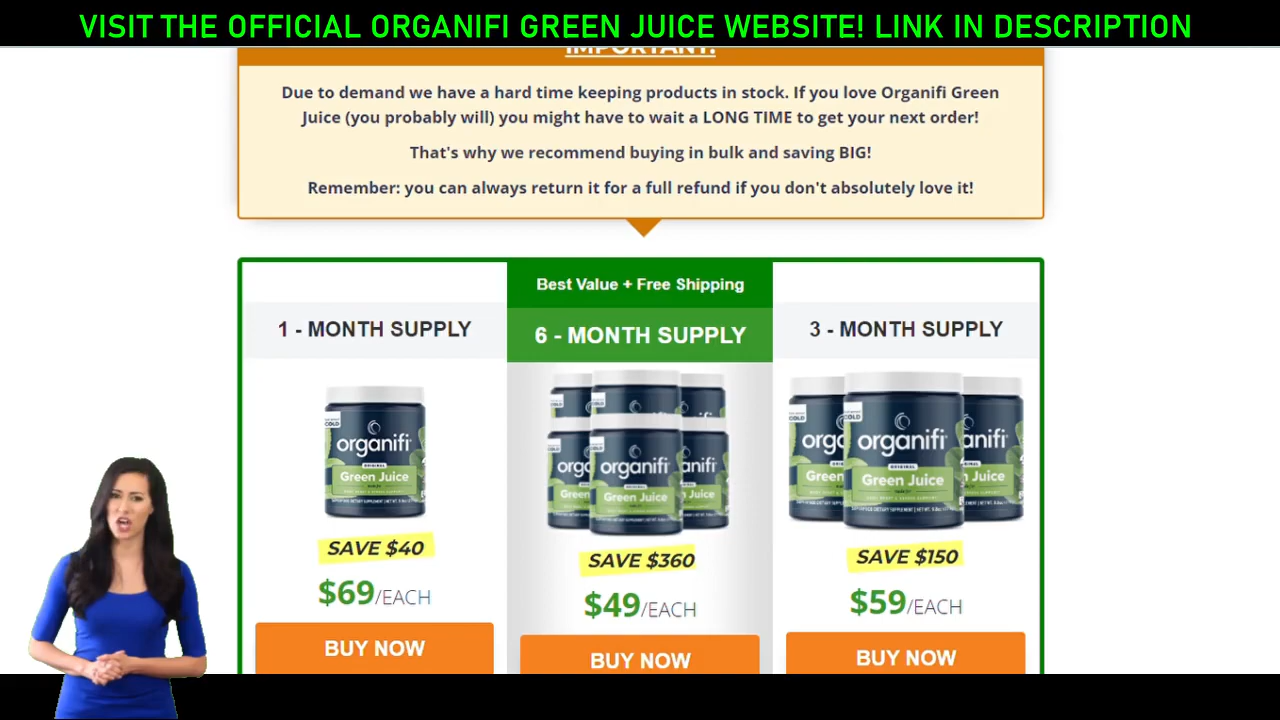 VISIT THE OFFICIAL ORGANIFI GREEN JUICE WEBSITE! LINK IN DESCRIPTION
IMPORTANT!
Due to demand we have a hard time keeping products in stock. If you love Organifi Green
Juice (you probably will) you might have to wait a LONG TIME to get your next order!
That's why we recommend buying in bulk and saving BIG!
Remember: you can always return it for a full refund if you don't absolutely love it!
Best Value + Free Shipping
1 - MONTH SUPPLY
6 - MONTH SUPPLY
3 - MONTH SUPPLY
COLD
organifi
ORIGINAL
Green Juice
organifi
Green Juice
COLD
organifi
ORIGINAL
Green Juice
SAVE $40
SAVE $360
SAVE $150
$69/EACH
$49/EACH
$59/EACH
BUY NOW
BUY NOW
BUY NOW